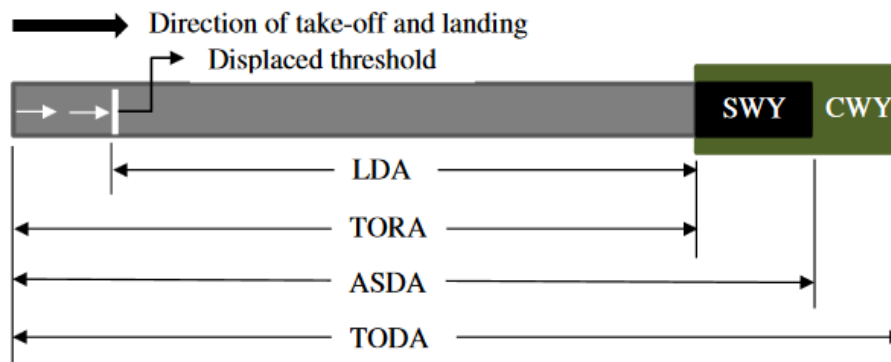 Direction of take-off and landing
Displaced threshold
SWY CWY
LDA
TORA
ASDA
TODA